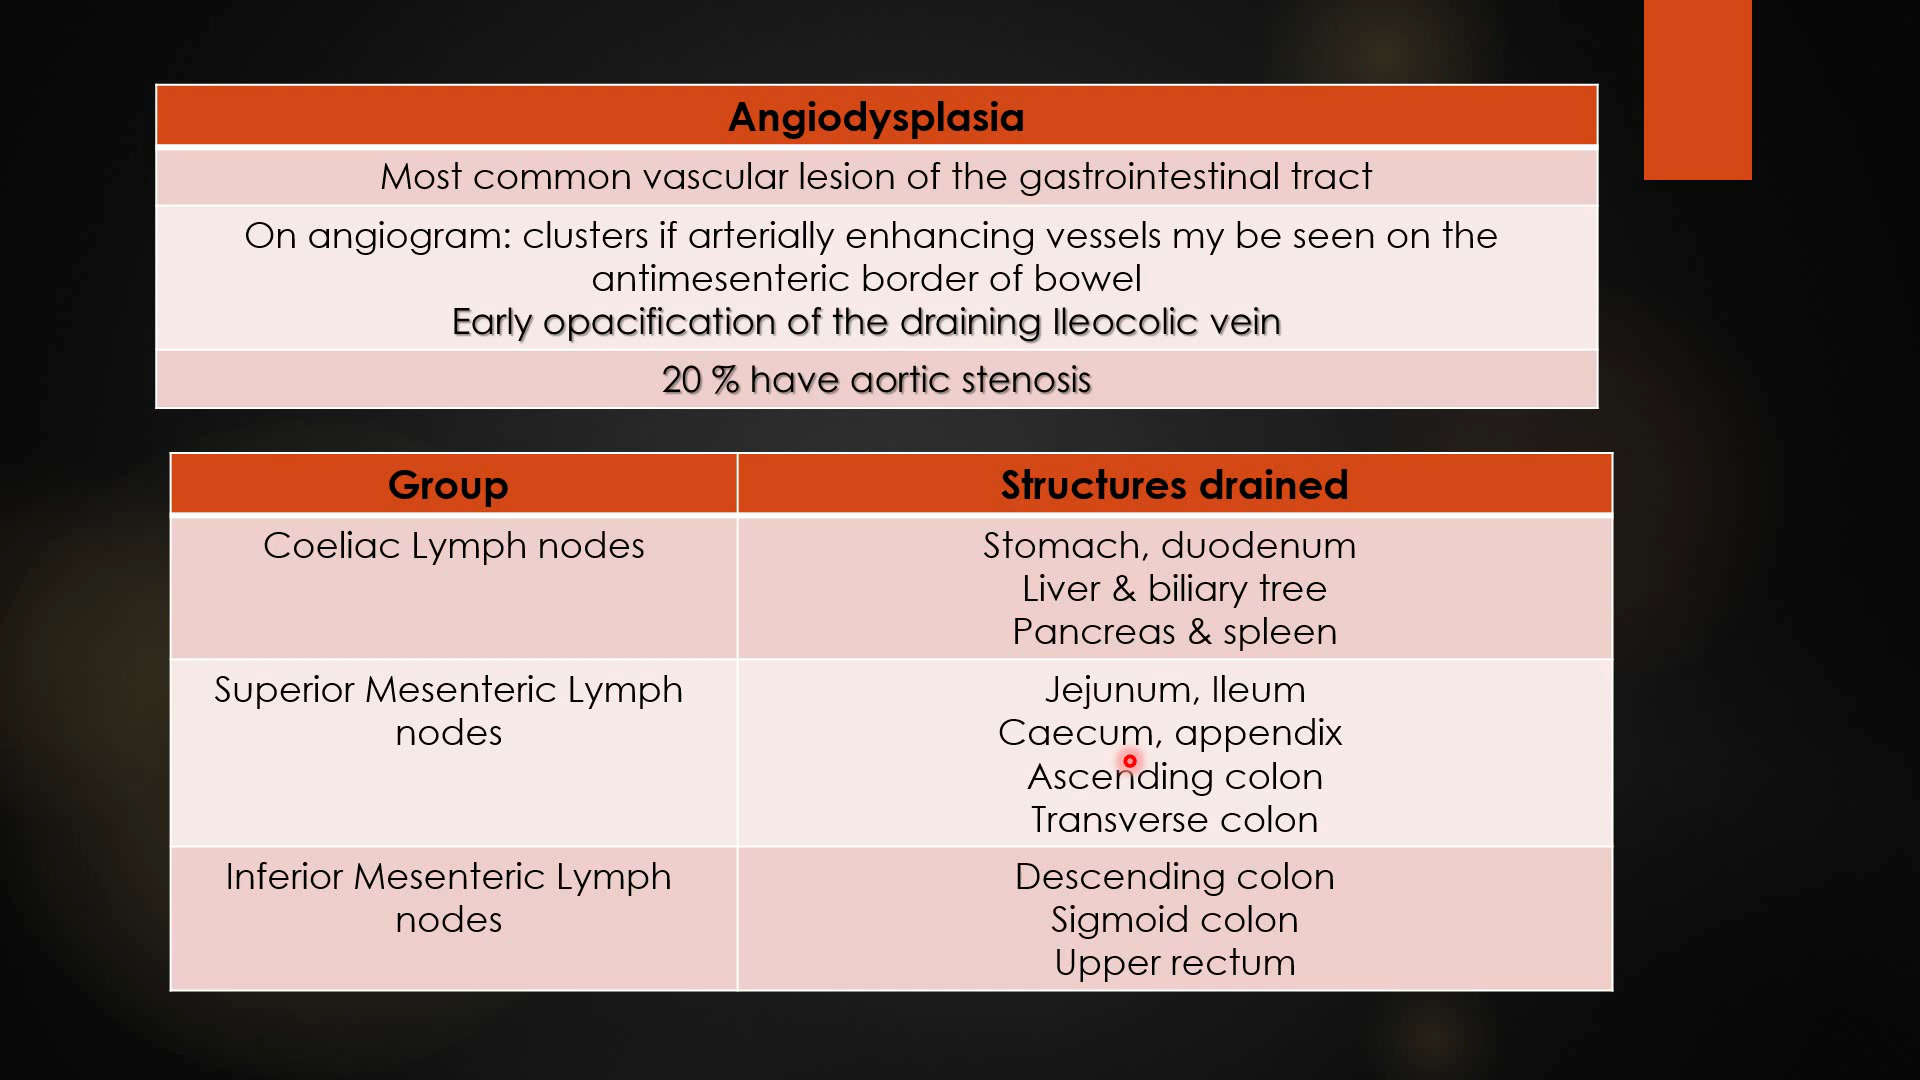 Angiodysplasia
Most common vascular lesion of the gastrointestinal tract
On angiogram: clusters if arterially enhancing vessels my be seen on the
antimesenteric border of bowel
Early opacification of the draining Ileocolic vein
20 % have aortic stenosis
Group
Structures drained
Coeliac Lymph nodes
Stomach, duodenum
Liver & biliary tree
Pancreas & spleen
Superior Mesenteric Lymph
nodes
Jejunum, Ileum
Caecum, appendix
Ascending colon
Transverse colon
Inferior Mesenteric Lymph
nodes
Descending colon
Sigmoid colon
Upper rectum